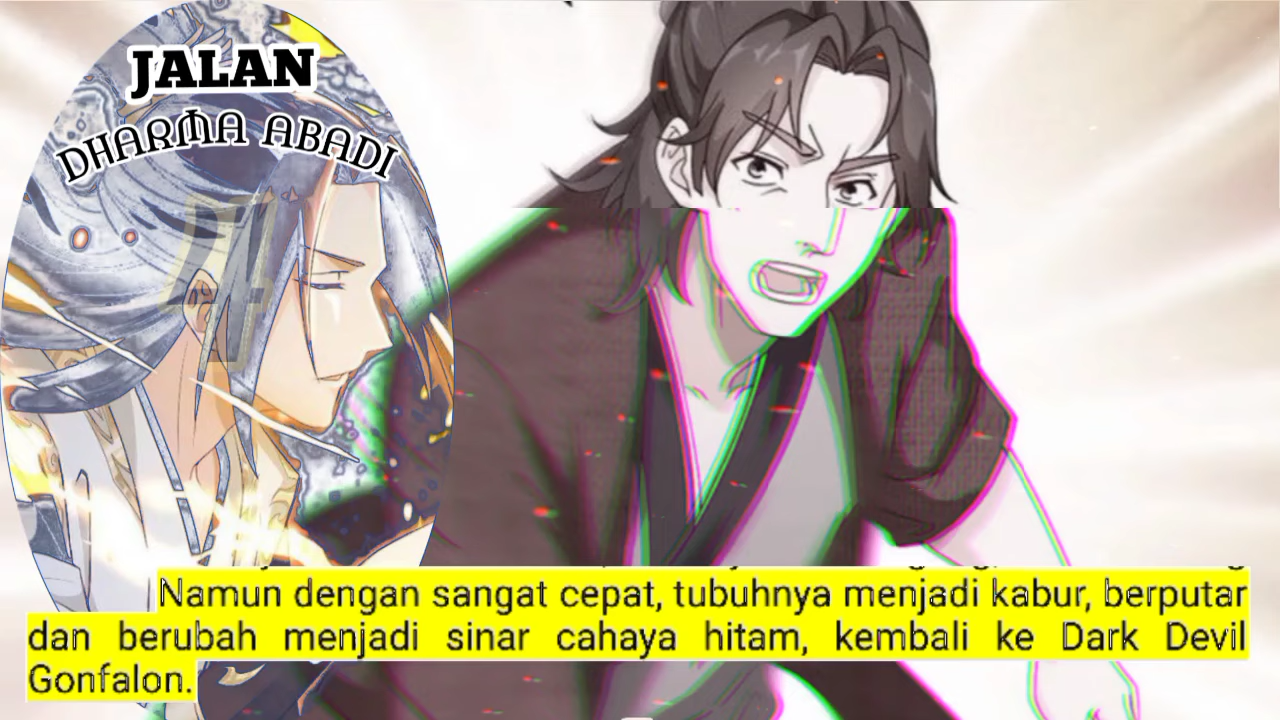 JALAN
DHARMA ABADI
Namun dengan sangat cepat, tubuhnya menjadi kabur, berputar
dan berubah menjadi sinar cahaya hitam, kembali ke Dark Devil
Gonfalon.